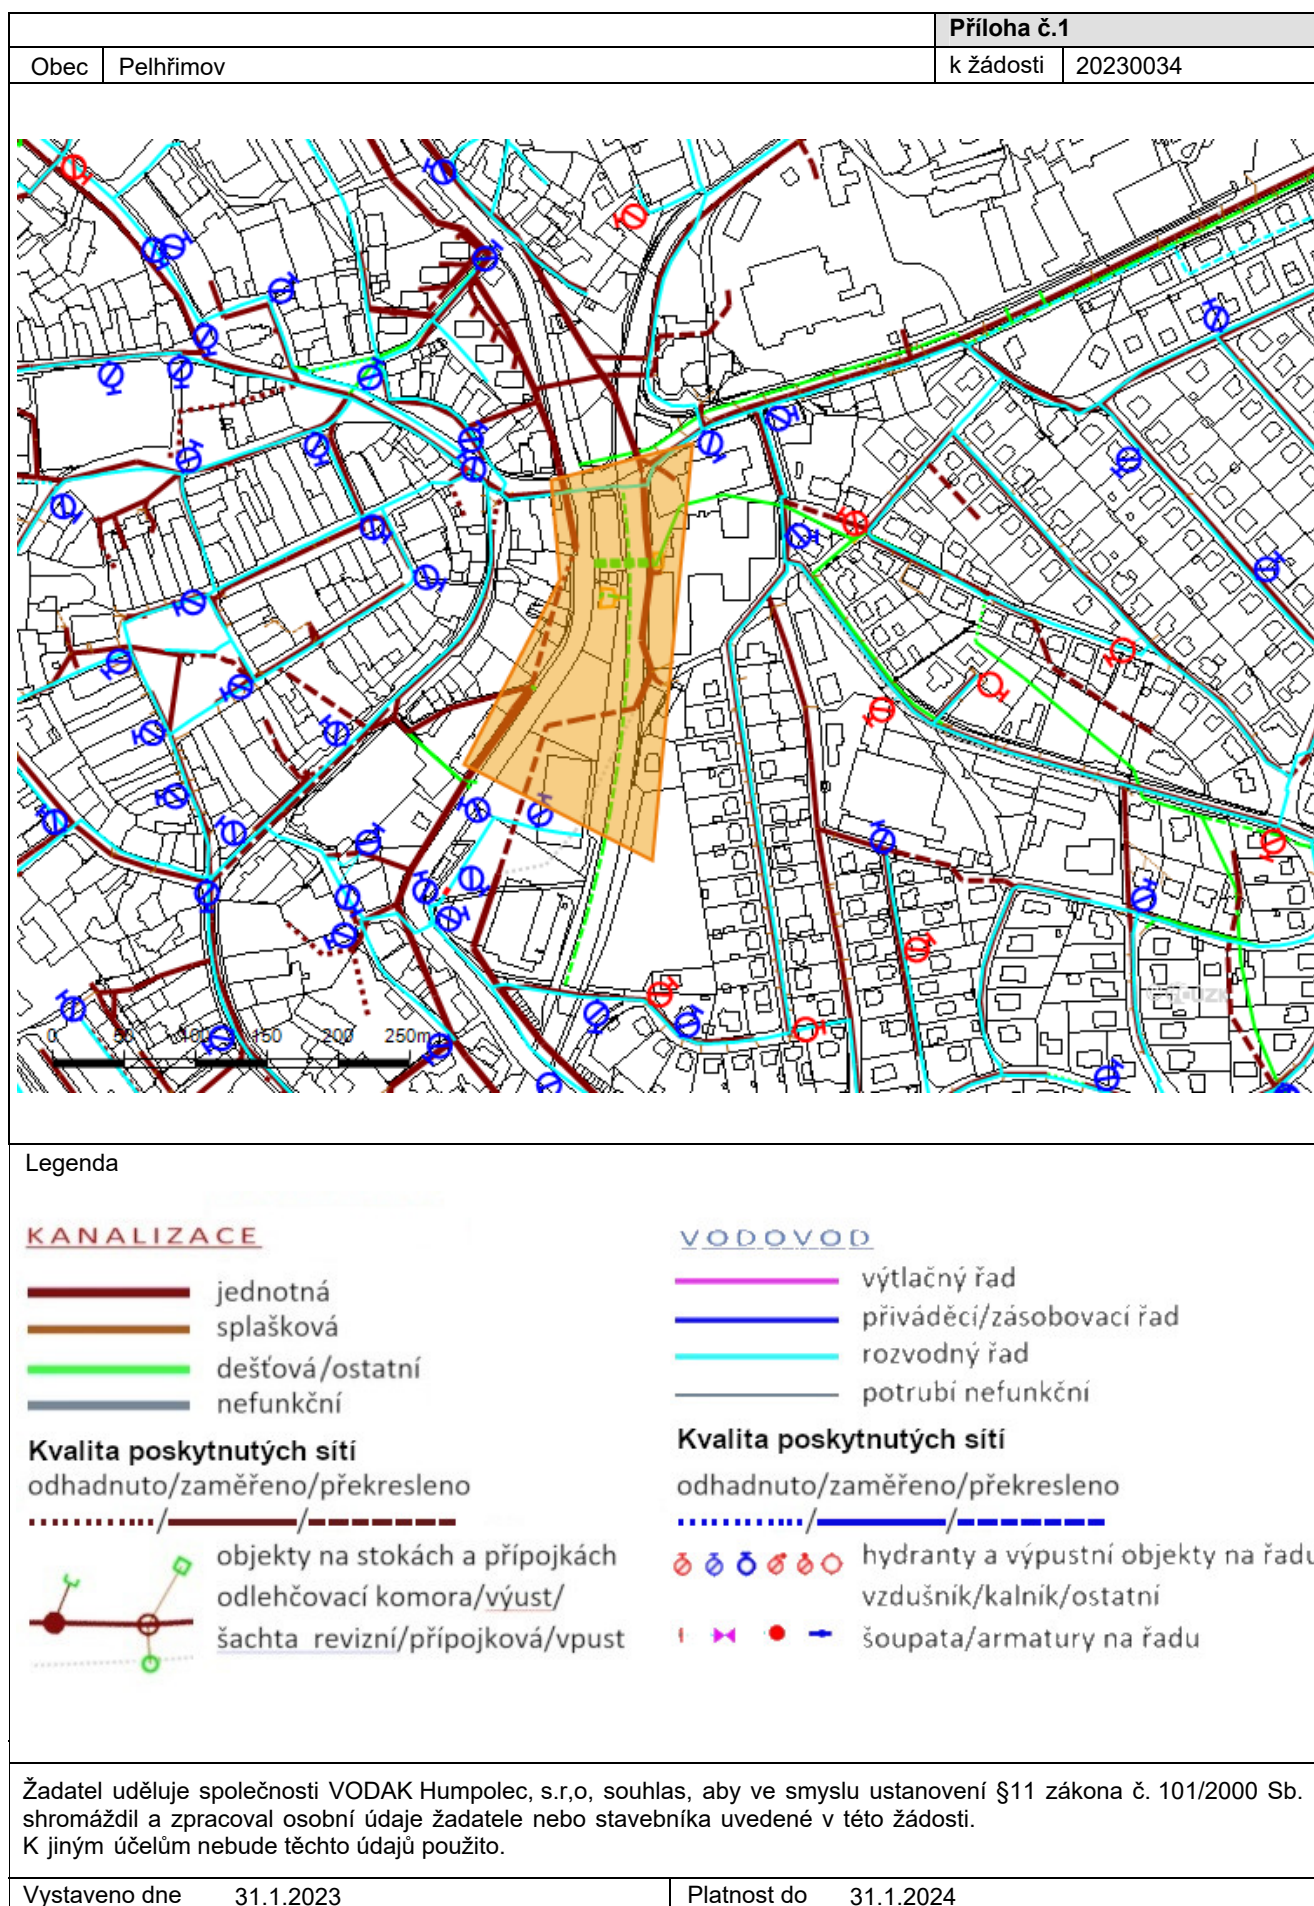 Příloha č.1
Obec Pelhřimov k žádosti 20230034
0 50 100 150 200 250m
Legenda
KANALIZACE
jednotná
splašková
dešťová/ostatní
nefunkční
Kvalita poskytnutých sítí
odhadnuto/zaměřeno/překresleno
/ /
objekty na stokách a přípojkách
odlehčovací komora/výust/
šachta revizní/přípojková/vpust
VODOVOD
výtlačný řad
přiváděcí/zásobovací řad
rozvodný řad
potrubí nefunkční
Kvalita poskytnutých sítí
odhadnuto/zaměřeno/překresleno
/ /
hydranty a výpustní objekty na řadu
vzdušník/kalník/ostatní
šoupata/armatury na řadu
Žadatel uděluje společnosti VODAK Humpolec, s.r,o, souhlas, aby ve smyslu ustanovení §11 zákona č. 101/2000 Sb.
shromáždil a zpracoval osobní údaje žadatele nebo stavebníka uvedené v této žádosti.
K jiným účelům nebude těchto údajů použito.
Vystaveno dne 31.1.2023 Platnost do 31.1.2024